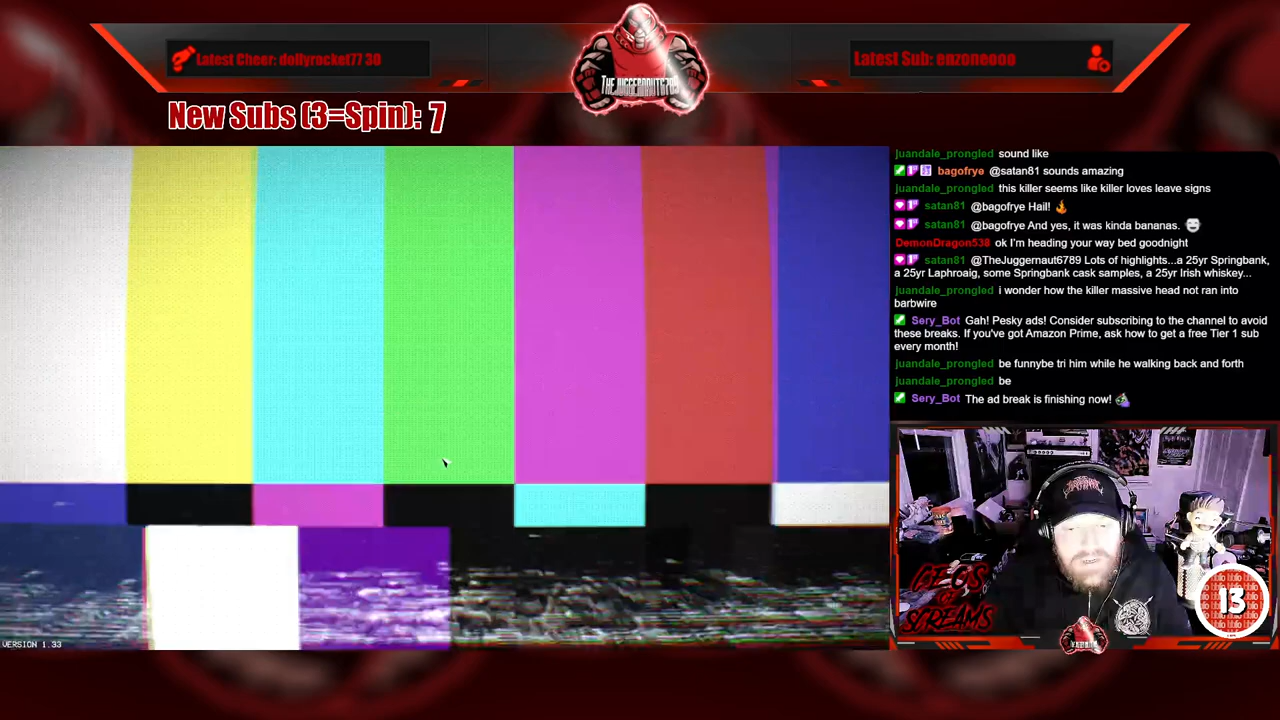 Latest Cheer: dollyrocket77 30
THEJUGGERNAUT6789
Latest Sub: enzoneooo
New Subs (3=Spin): 7
juandale_prongled sound like
bagofrye @satan81 sounds amazing
juandale_prongled this killer seems like killer loves leave signs
satan81 @bagofrye Hail!
satan81 @bagofrye And yes, it was kinda bananas.
DemonDragon538 ok I'm heading your way bed goodnight
satan81 @TheJuggernaut6789 Lots of highlights...a 25yr Springbank,
a 25yr Laphroaig, some Springbank cask samples, a 25yr Irish whiskey...
juandale_prongled i wonder how the killer massive head not ran into
barbwire
Sery_Bot Gah! Pesky ads! Consider subscribing to the channel to avoid
these breaks. If you've got Amazon Prime, ask how to get a free Tier 1 sub
every month!
juandale_prongled be funnybe tri him while he walking back and forth
juandale_prongled be
Sery_Bot The ad break is finishing now!
GEGS
OF
SCREAMS
13
VERSION 1.33